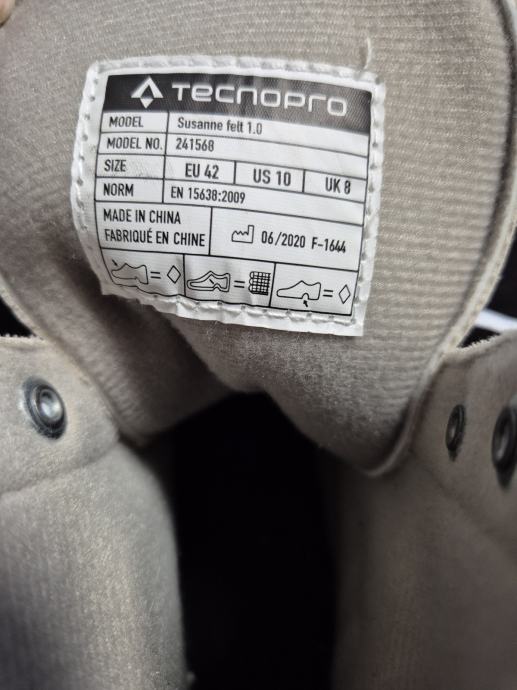 TECNOPRO
MODEL Susanne felt 1.0
MODEL NO. 241568
SIZE EU 42 US 10 UK 8
NORM EN 15638:2009
MADE IN CHINA
FABRIQUÉ EN CHINE 06/2020 F-1644